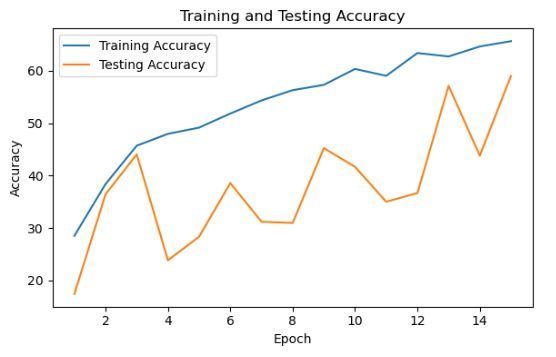 Training and Testing Accuracy
Training Accuracy
Testing Accuracy
Accuracy
60
50
40
30
20
2 4 6 8 10 12 14
Epoch